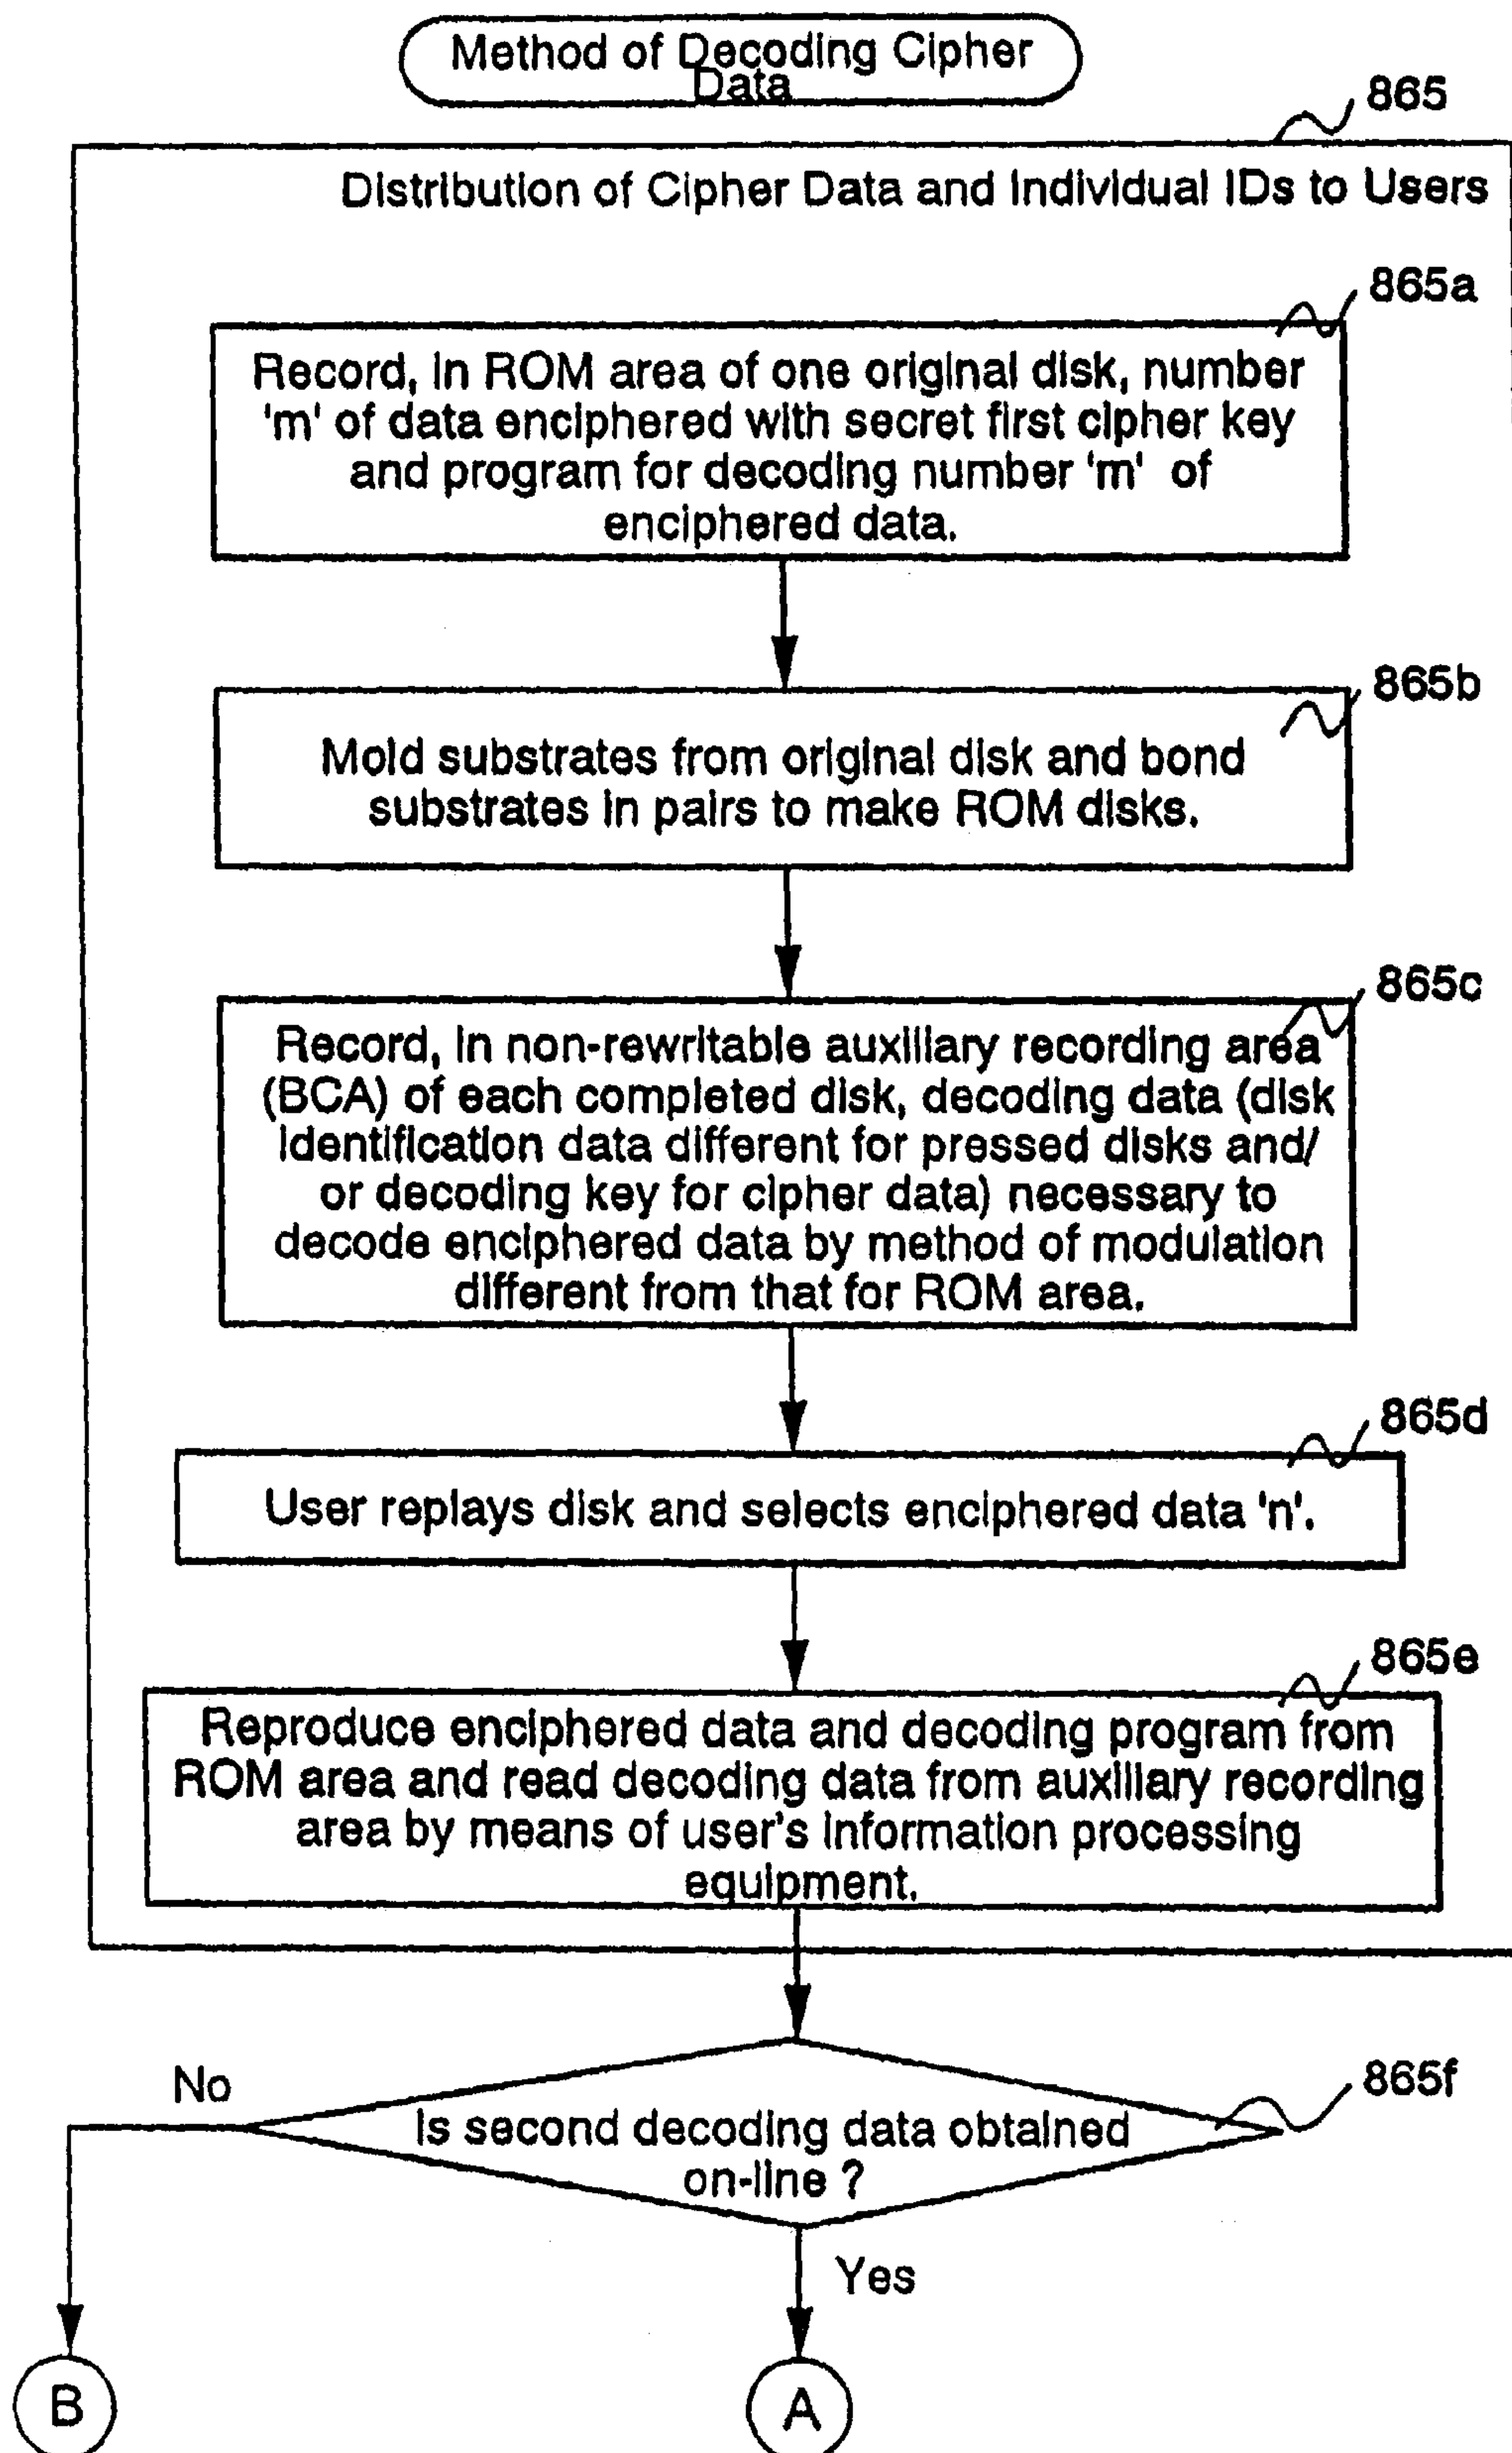 Method of Decoding Cipher
Data
865
Distribution of Cipher Data and Individual IDs to Users
865a
Record, in ROM area of one original disk, number
'm' of data enciphered with secret first cipher key
and program for decoding number 'm' of
enciphered data.
865b
Mold substrates from original disk and bond
substrates in pairs to make ROM disks.
865c
Record, in non-rewritable auxiliary recording area
(BCA) of each completed disk, decoding data (disk
identification data different for pressed disks and/
or decoding key for cipher data) necessary to
decode enciphered data by method of modulation
different from that for ROM area.
865d
User replays disk and selects enciphered data 'n'.
865e
Reproduce enciphered data and decoding program from
ROM area and read decoding data from auxiliary recording
area by means of user's information processing
equipment.
865f
No
Is second decoding data obtained
on-line ?
Yes
B
A